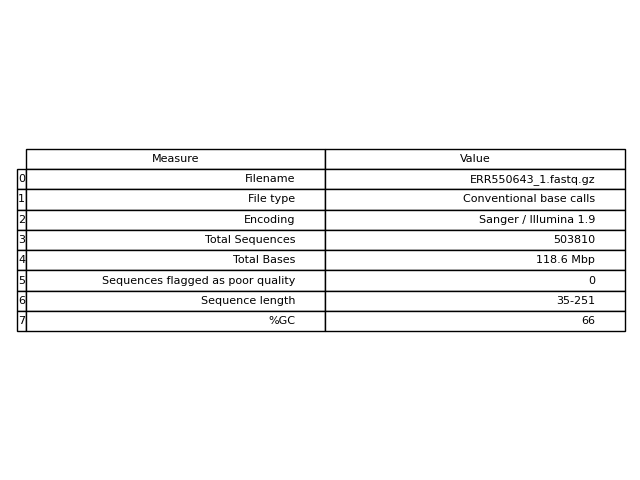 Measure Value
0 Filename ERR550643_1.fastq.gz
1 File type Conventional base calls
2 Encoding Sanger / Illumina 1.9
3 Total Sequences 503810
4 Total Bases 118.6 Mbp
5 Sequences flagged as poor quality 0
6 Sequence length 35-251
7 %GC 66